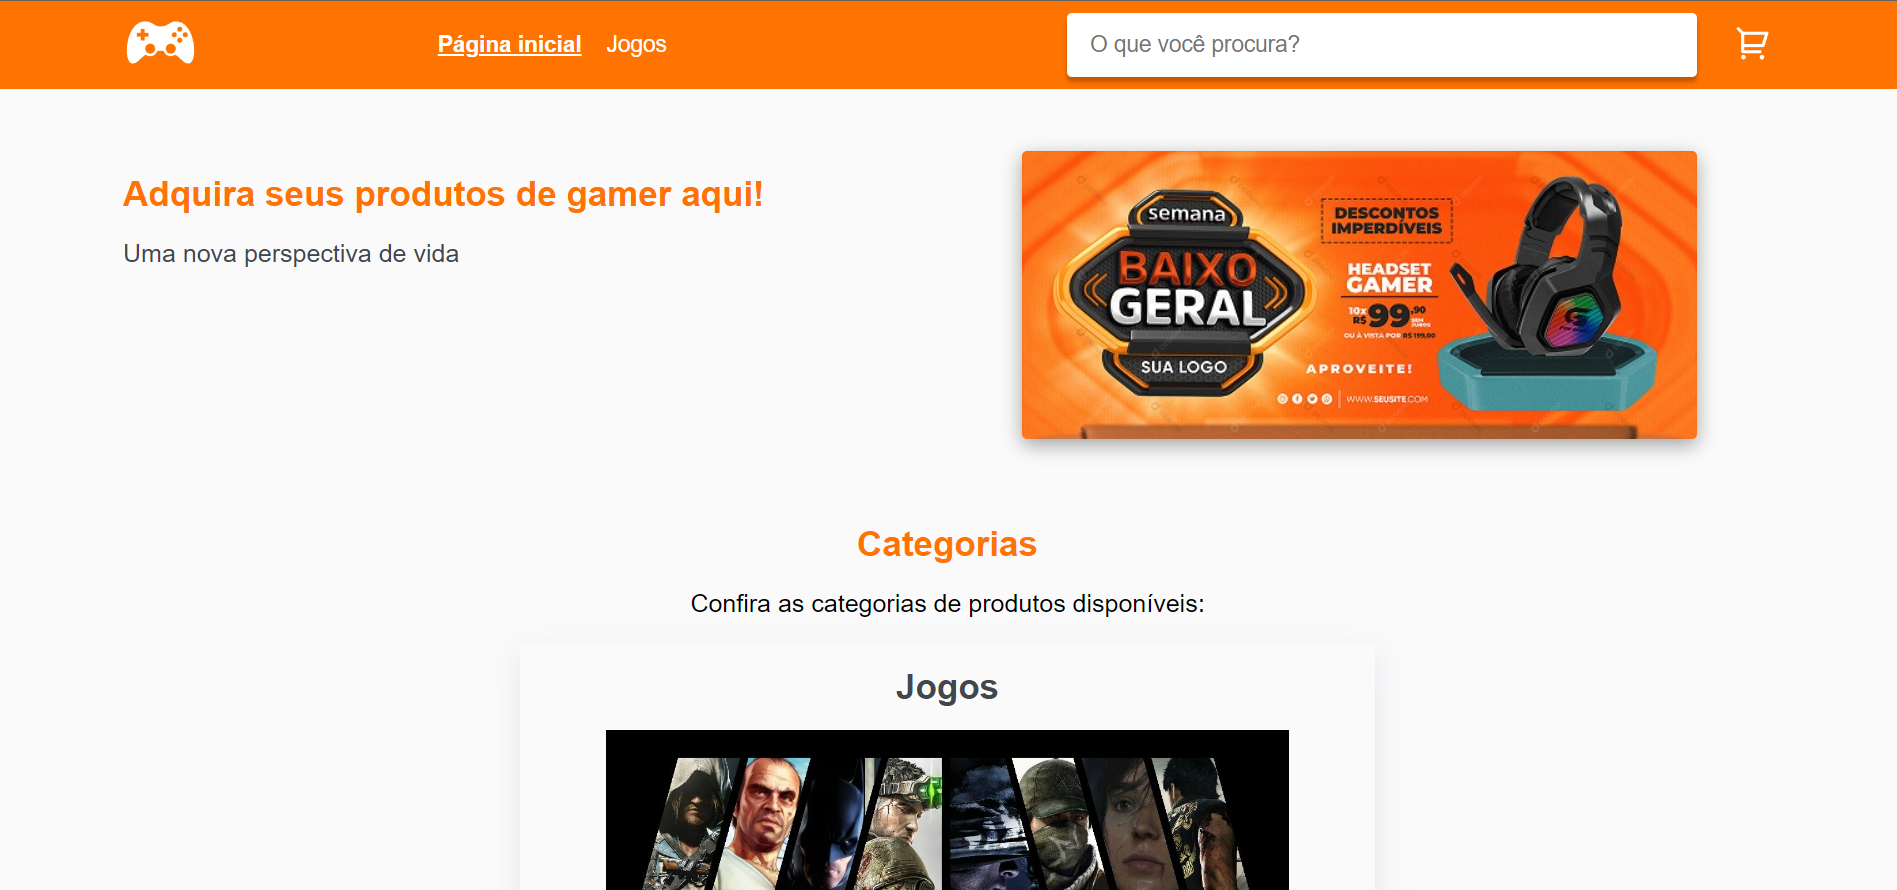 Página inicial
Jogos
O que você procura?
Adquira seus produtos de gamer aqui!
Uma nova perspectiva de vida
semana
BAIXO
GERAL
SUA LOGO
DESCONTOS
IMPERDÍVEIS
HEADSET
GAMER
10x
R$ 99,90
SEM
JUROS
OU À VISTA POR R$ 199,00
APROVEITE!
WWW.SEUSITE.COM
Categorias
Confira as categorias de produtos disponíveis:
Jogos